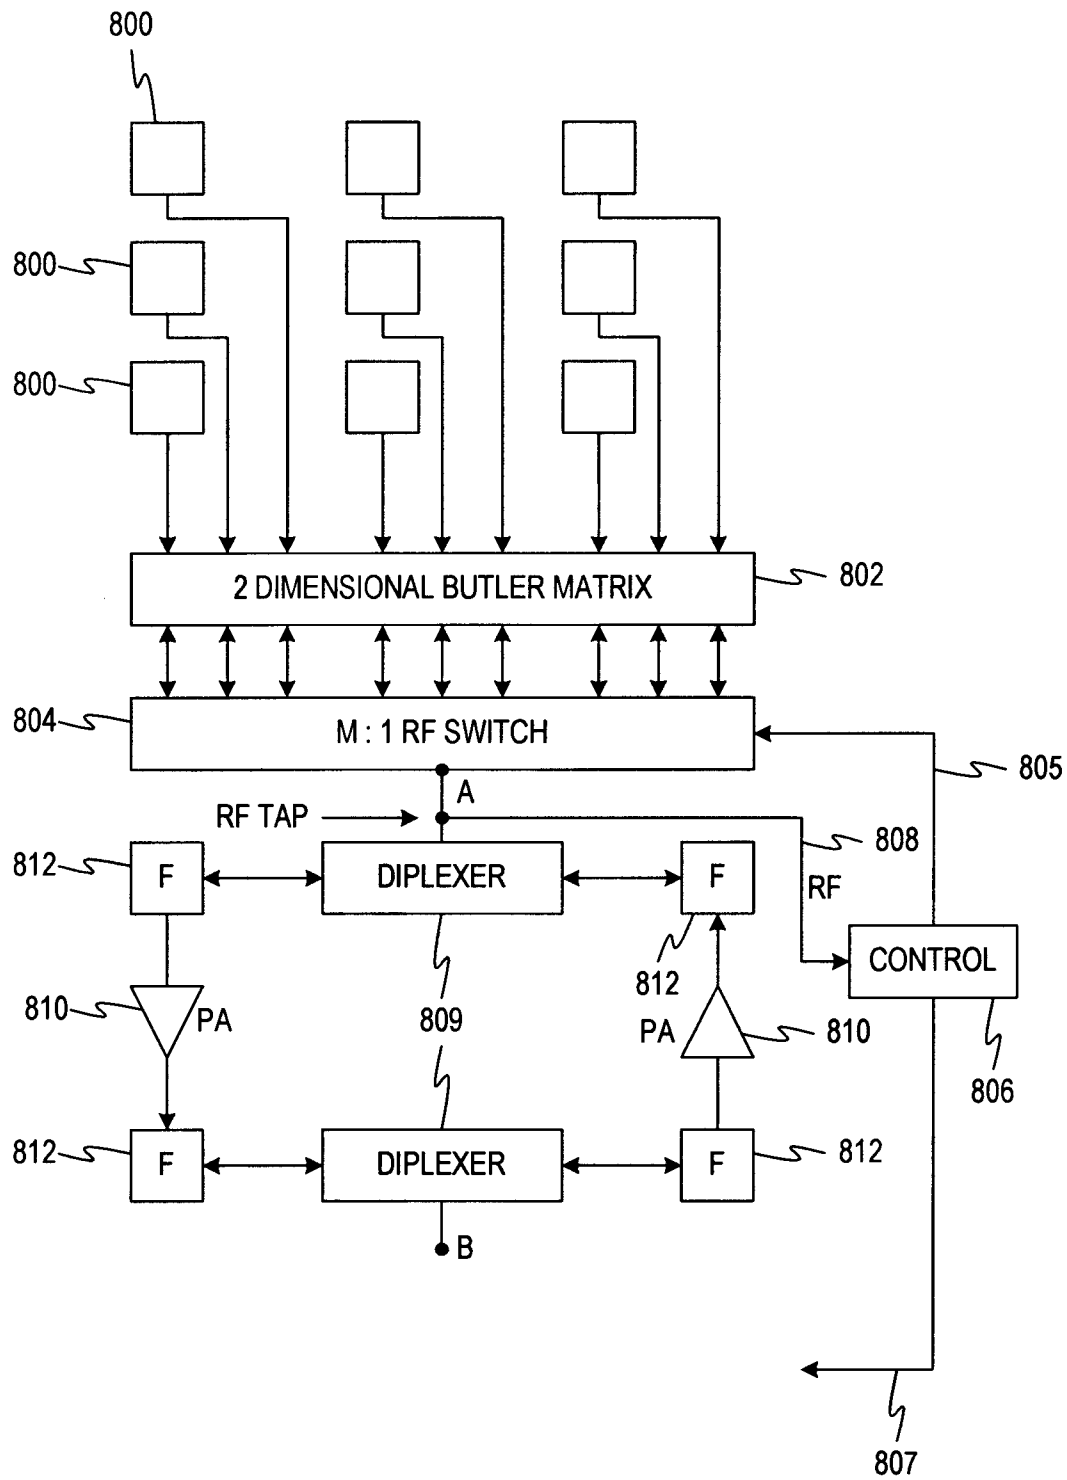 800
800
800
2 DIMENSIONAL BUTLER MATRIX
802
804
M : 1 RF SWITCH
805
A
RF TAP
808
812
F
DIPLEXER
F
RF
812
CONTROL
810
PA
809
PA
810
806
812
F
DIPLEXER
F
812
B
807